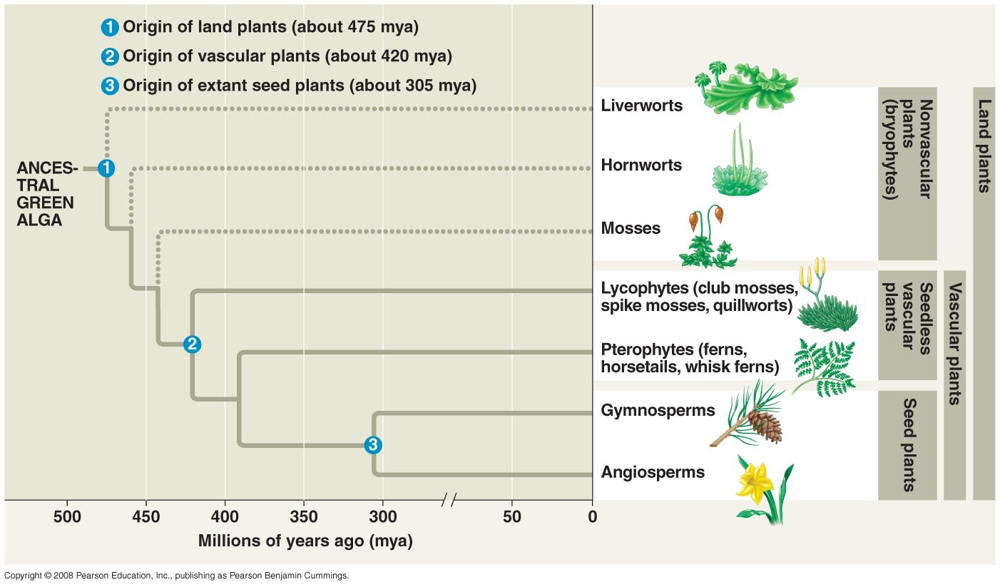 1 Origin of land plants (about 475 mya)
2 Origin of vascular plants (about 420 mya)
3 Origin of extant seed plants (about 305 mya)
ANCES-
TRAL
GREEN
ALGA
1
2
3
Liverworts
Hornworts
Mosses
Lycophytes (club mosses,
spike mosses, quillworts)
Pterophytes (ferns,
horsetails, whisk ferns)
Gymnosperms
Angiosperms
Nonvascular
plants
(bryophytes)
Seedless
vascular
plants
Seed plants
Vascular plants
Land plants
500 450 400 350 300 50 0
Millions of years ago (mya)
Copyright © 2008 Pearson Education, Inc., publishing as Pearson Benjamin Cummings.